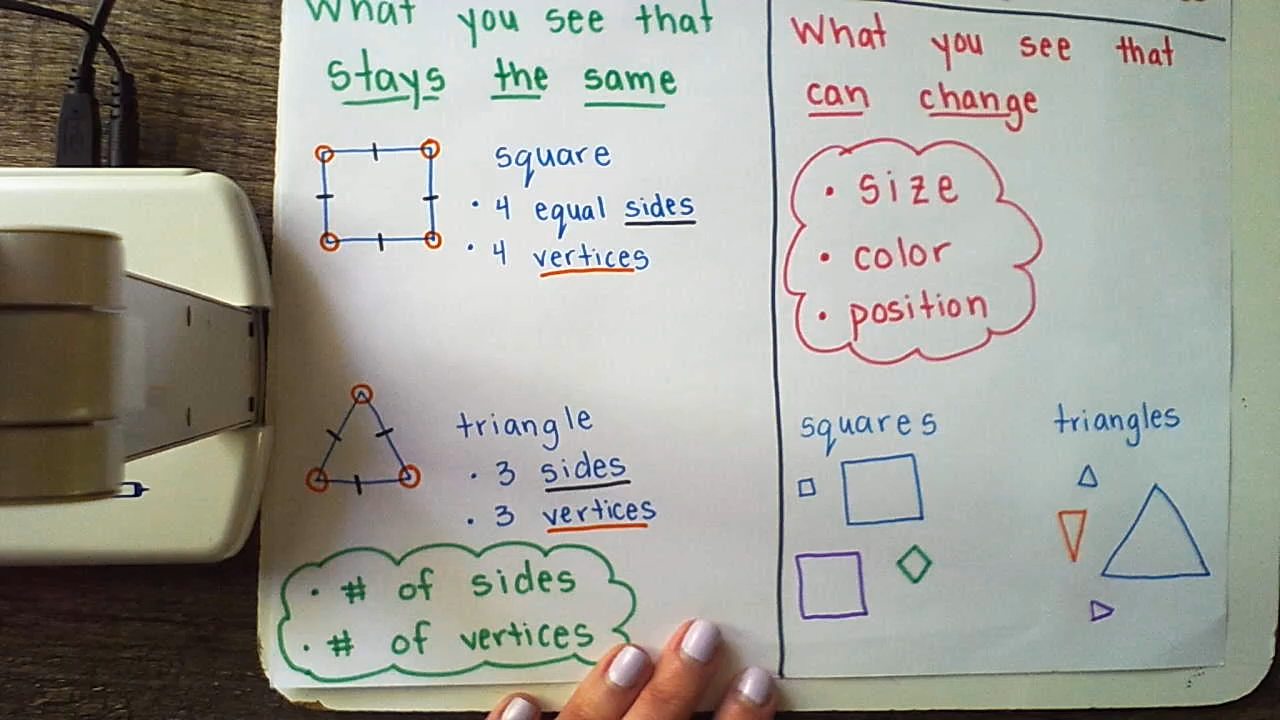 What you see that
stays the same
square
• 4 equal sides
• 4 vertices
triangle
• 3 sides
• 3 vertices
• # of sides
• # of vertices
What you see that
can change
• size
• color
• position
squares
triangles